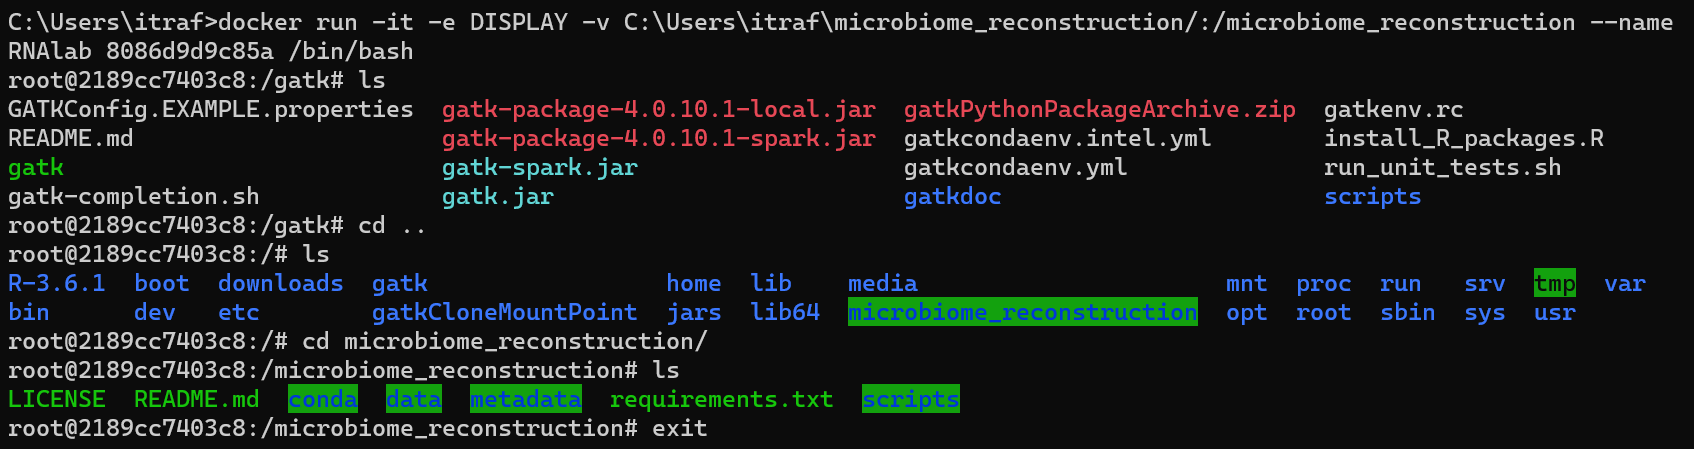 C:\Users\itraf>docker run -it -e DISPLAY -v C:\Users\itraf\microbiome_reconstruction/:/microbiome_reconstruction --name
RNAlab 8086d9d9c85a /bin/bash
root@2189cc7403c8:/gatk# ls
GATKConfig.EXAMPLE.properties  gatk-package-4.0.10.1-local.jar  gatkPythonPackageArchive.zip  gatkenv.rc
README.md                      gatk-package-4.0.10.1-spark.jar  gatkcondaenv.intel.yml        install_R_packages.R
gatk                           gatk-spark.jar                   gatkcondaenv.yml              run_unit_tests.sh
gatk-completion.sh             gatk.jar                         gatkdoc                       scripts
root@2189cc7403c8:/gatk# cd ..
root@2189cc7403c8:/# ls
R-3.6.1  boot  downloads  gatk                 home  lib    media                      mnt  proc  run   srv  tmp  var
bin      dev   etc        gatkCloneMountPoint  jars  lib64  microbiome_reconstruction  opt  root  sbin  sys  usr
root@2189cc7403c8:/# cd microbiome_reconstruction/
root@2189cc7403c8:/microbiome_reconstruction# ls
LICENSE  README.md  conda  data  metadata  requirements.txt  scripts
root@2189cc7403c8:/microbiome_reconstruction# exit